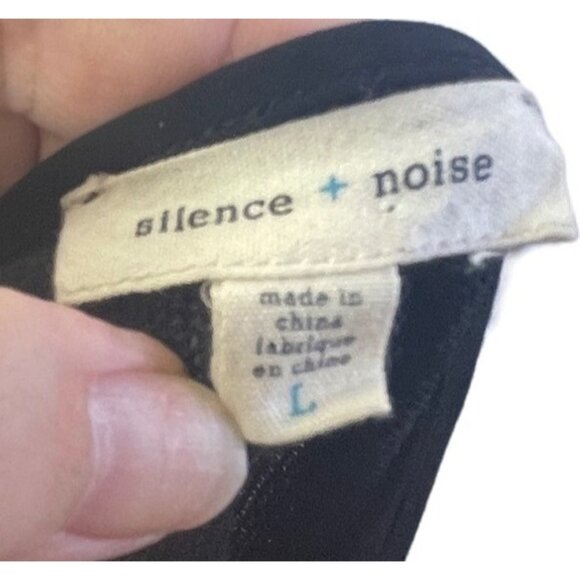 silence + noise
made in
china
fabrique
en chine
L